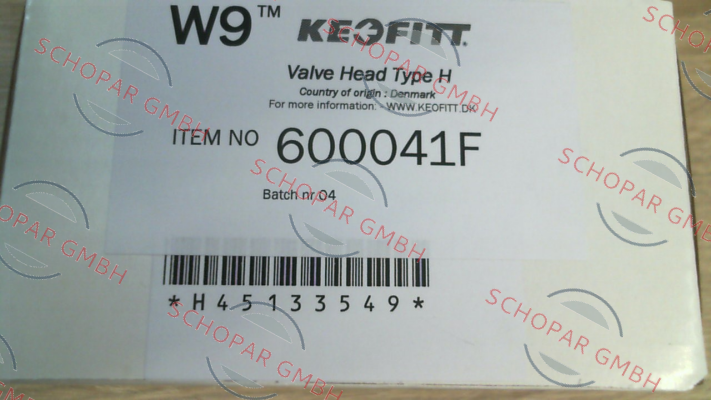 W9™ KEOFITT®
Valve Head Type H
Country of origin : Denmark
For more information: - WWW.KEOFITT.DK
ITEM NO 600041F
Batch nr.04
*H45133549*
SCHOPAR GMBH
SCHOPAR GMBH
SCHOPAR GMBH
SCHOPAR GMBH
SCHOPAR GMBH
SCHOPAR GMBH
SCHOPAR GMBH
SCHOPAR GMBH